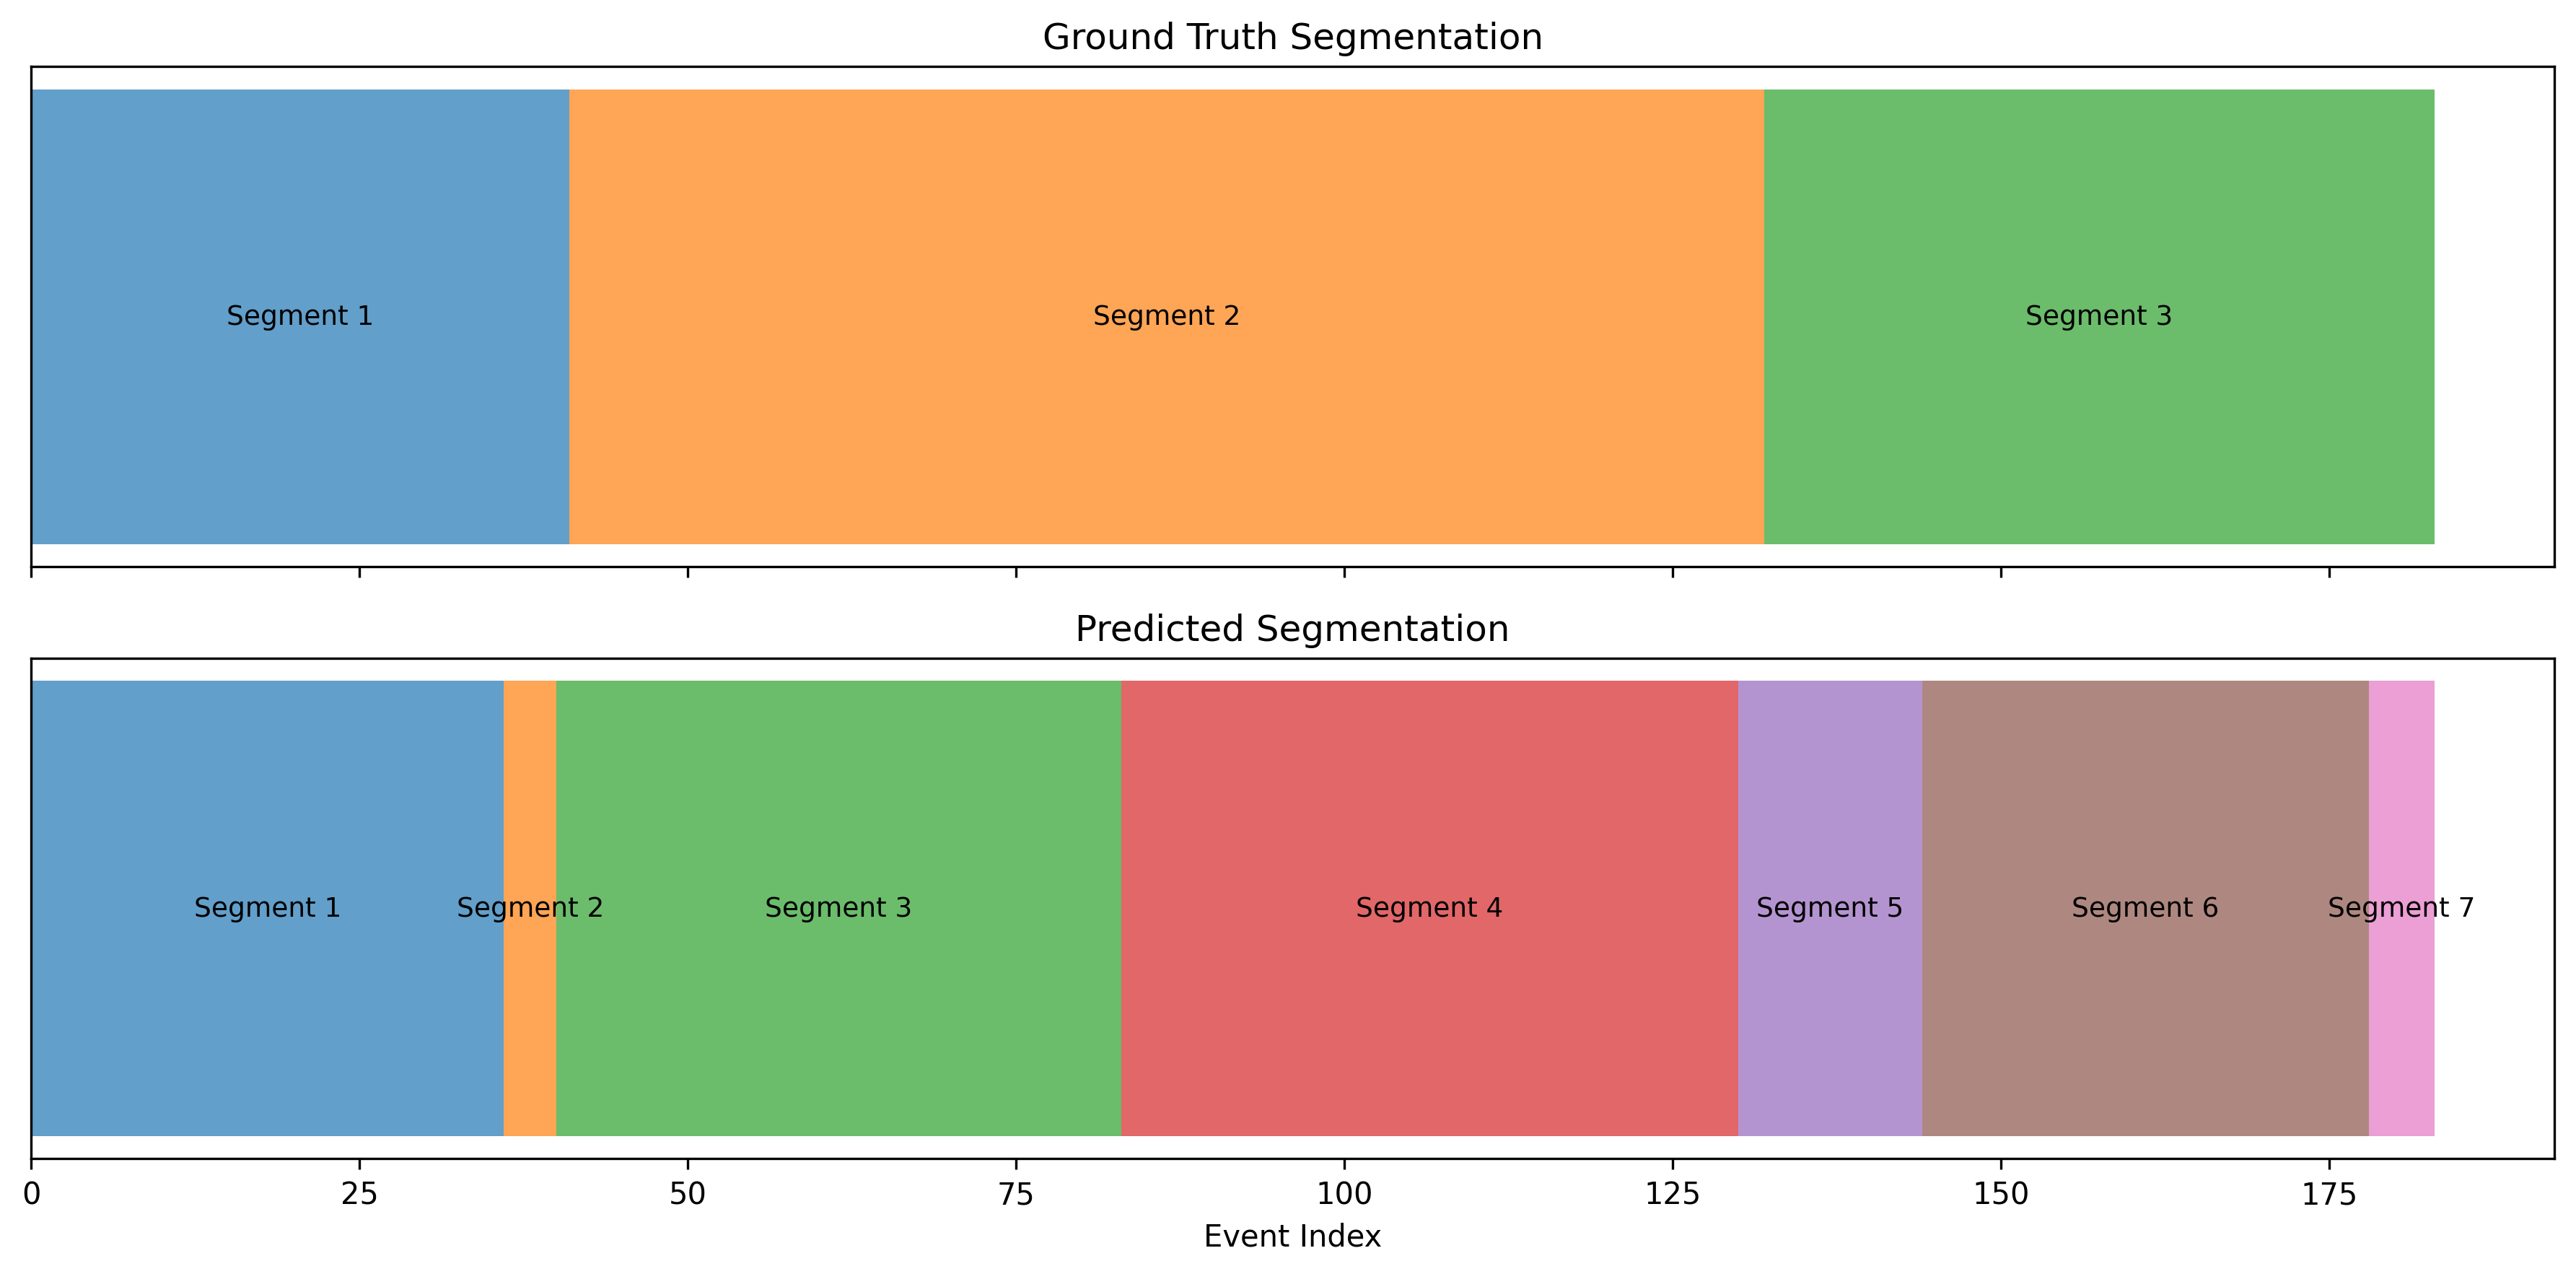 Ground Truth Segmentation
Segment 1 Segment 2 Segment 3
Predicted Segmentation
Segment 1 Segment 2 Segment 3 Segment 4 Segment 5 Segment 6 Segment 7
0 25 50 75 100 125 150 175
Event Index